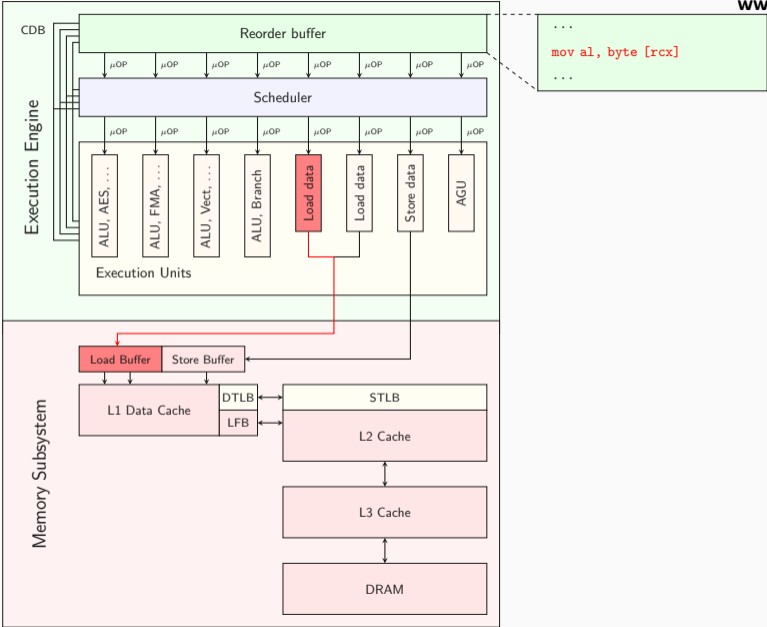 ww
CDB
Reorder buffer
...
mov al, byte [rcx]
...
μOP μOP μOP μOP μOP μOP μOP μOP
Scheduler
μOP μOP μOP μOP μOP μOP μOP μOP
Execution Engine
ALU, AES, ...
ALU, FMA, ...
ALU, Vect, ...
ALU, Branch
Load data
Load data
Store data
AGU
Execution Units
Memory Subsystem
Load Buffer
Store Buffer
L1 Data Cache
DTLB
LFB
STLB
L2 Cache
L3 Cache
DRAM